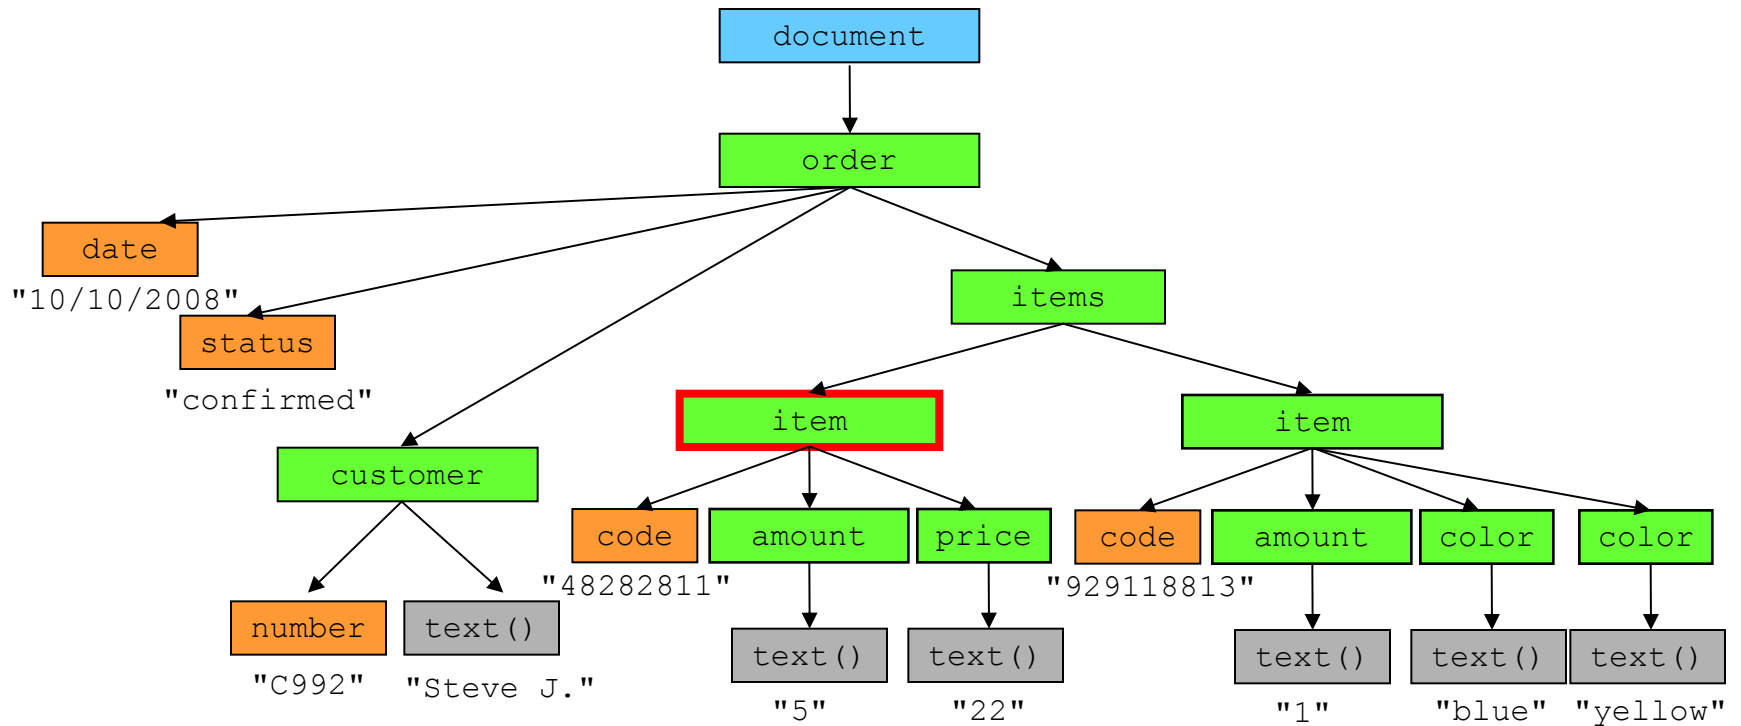 document
order
date
"10/10/2008"
items
status
"confirmed"
item
item
customer
code
amount
price
code
amount
color
color
"48282811"
"929118813"
number
text()
text()
text()
text()
text()
text()
"C992"
"Steve J."
"5"
"22"
"1"
"blue"
"yellow"